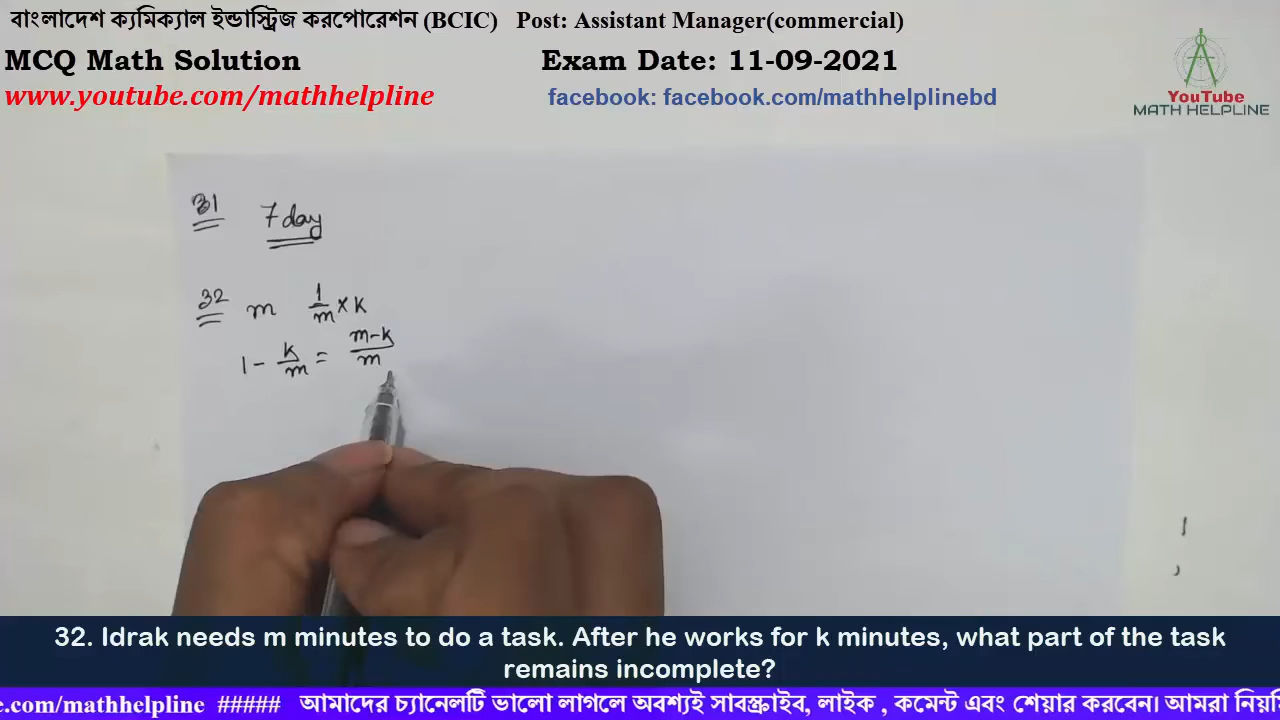 বাংলাদেশ ক্যমিক্যাল ইন্ডাস্ট্রিজ করপোরেশন (BCIC) Post: Assistant Manager(commercial)
MCQ Math Solution Exam Date: 11-09-2021
www.youtube.com/mathhelpline facebook: facebook.com/mathhelplinebd
YouTube
MATH HELPLINE
31 7 day
32 m 1/m × k
1 - k/m = m-k/m
32. Idrak needs m minutes to do a task. After he works for k minutes, what part of the task
remains incomplete?
e.com/mathhelpline ##### আমাদের চ্যানেলটি ভালো লাগলে অবশ্যই সাবস্ক্রাইব, লাইক , কমেন্ট এবং শেয়ার করবেন। আমরা নিয়মি